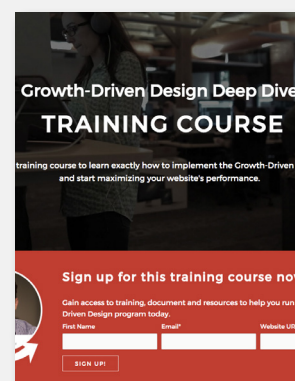 Growth-Driven Design Deep Dive
TRAINING COURSE
training course to learn exactly how to implement the Growth-Driven
and start maximizing your website's performance.
Sign up for this training course no
Gain access to training, document and resources to help you run
Driven Design program today.
First Name Email* Website UR
SIGN UP!